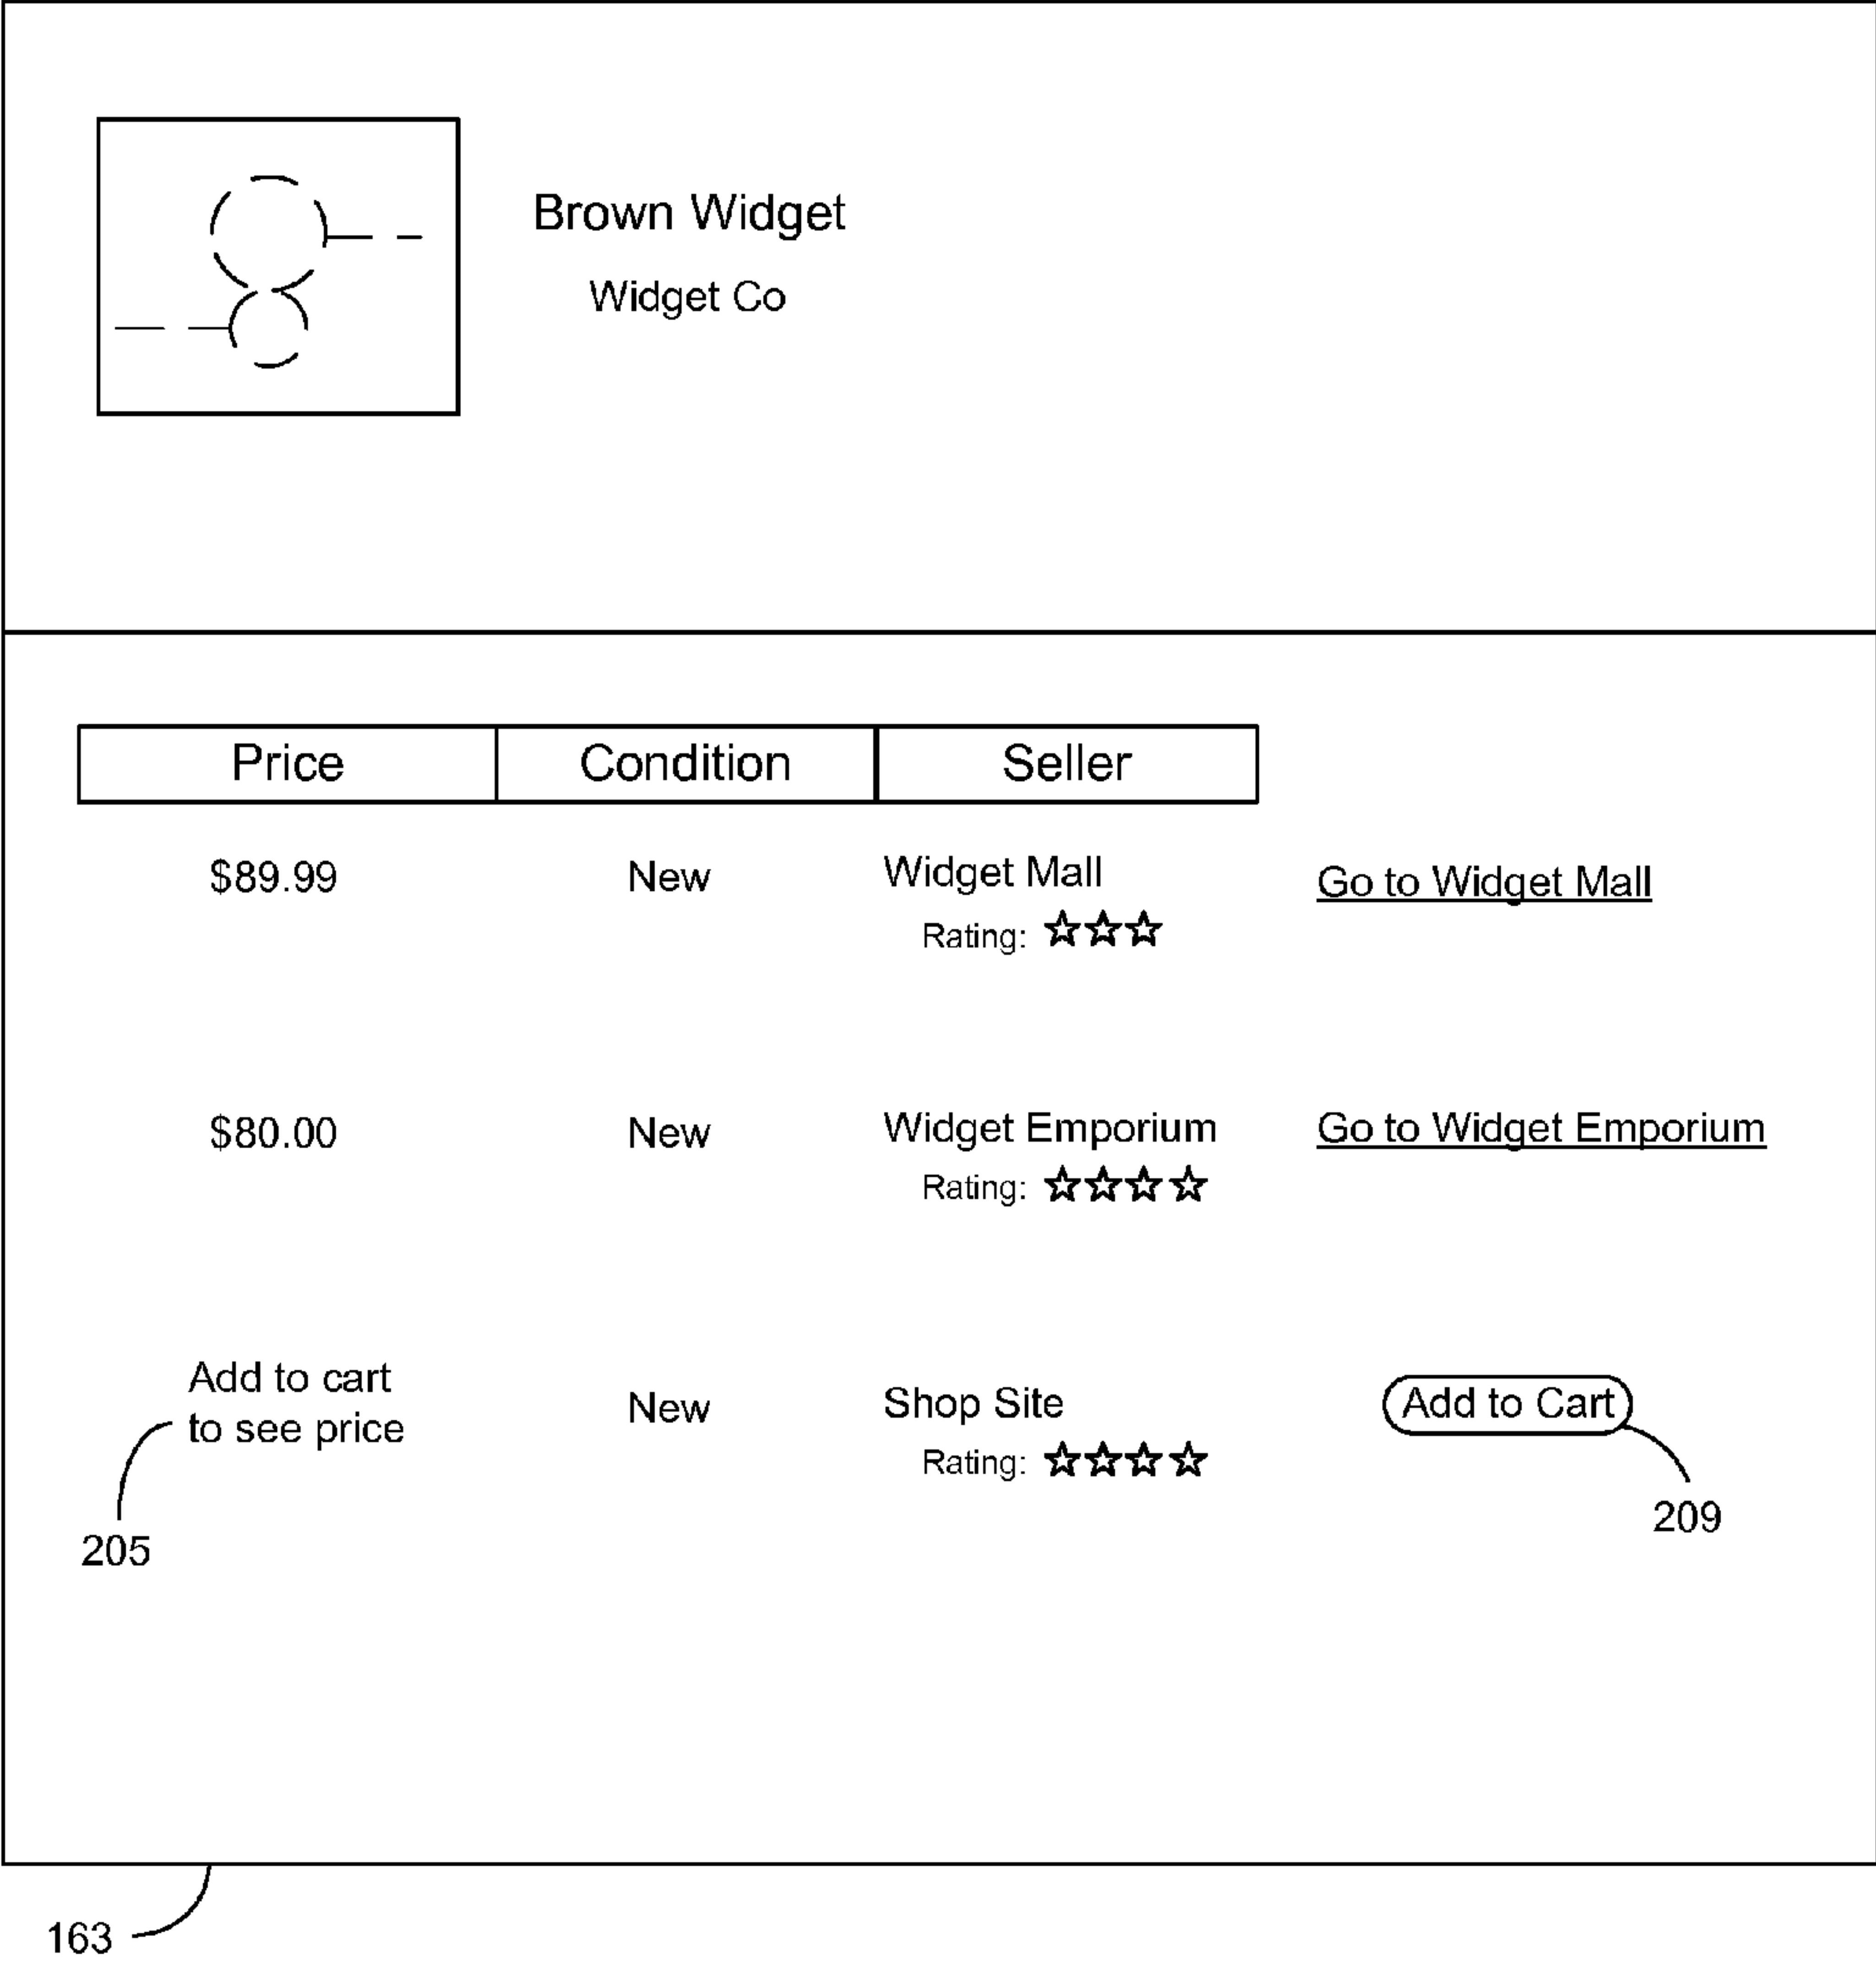 Brown Widget
Widget Co
Price Condition Seller
$89.99 New Widget Mall Go to Widget Mall
Rating: ☆☆☆
$80.00 New Widget Emporium Go to Widget Emporium
Rating: ☆☆☆☆
Add to cart
to see price
New Shop Site Add to Cart
Rating: ☆☆☆☆
209
205
163